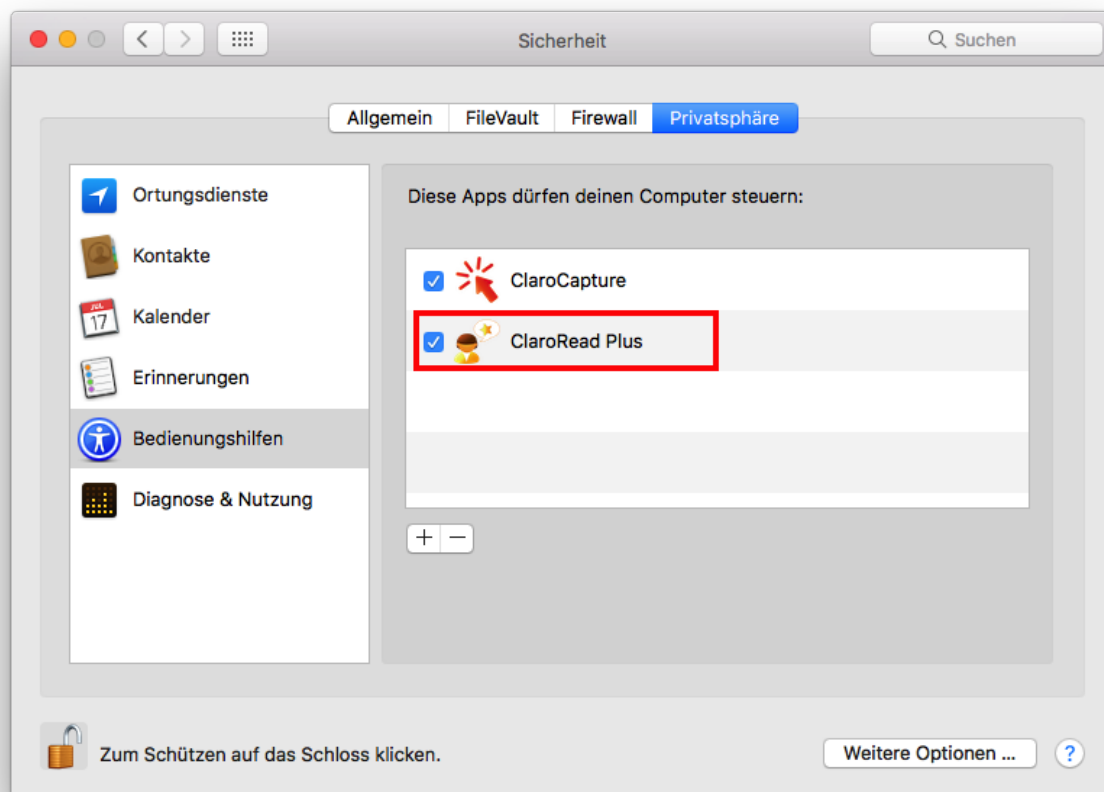 Sicherheit
Suchen
Allgemein
FileVault
Firewall
Privatsphäre
Ortungsdienste
Kontakte
JUL
17
Kalender
Erinnerungen
Bedienungshilfen
Diagnose & Nutzung
Diese Apps dürfen deinen Computer steuern:
ClaroCapture
ClaroRead Plus
+ −
Zum Schützen auf das Schloss klicken.
Weitere Optionen ...
?